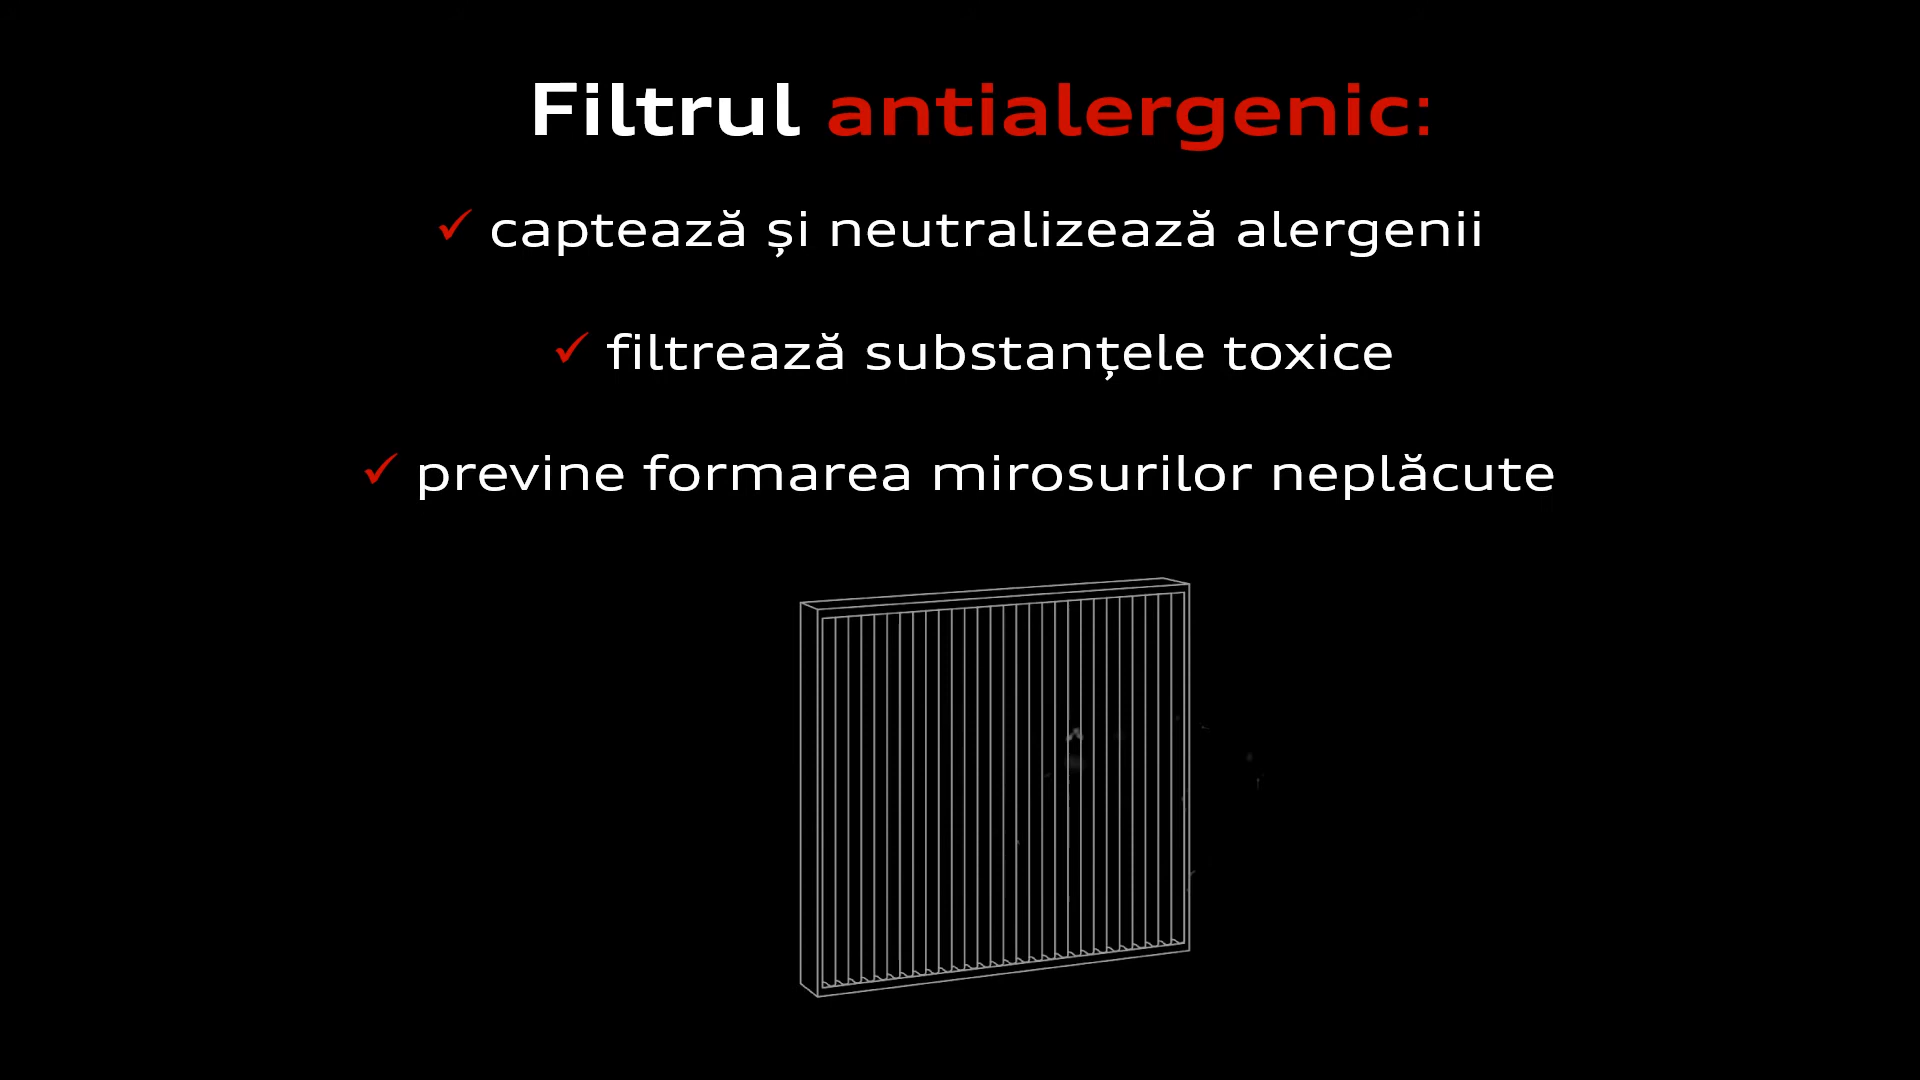 Filtrul antialergenic:
✓ captează și neutralizează alergenii
✓ filtrează substanțele toxice
✓ previne formarea mirosurilor neplăcute